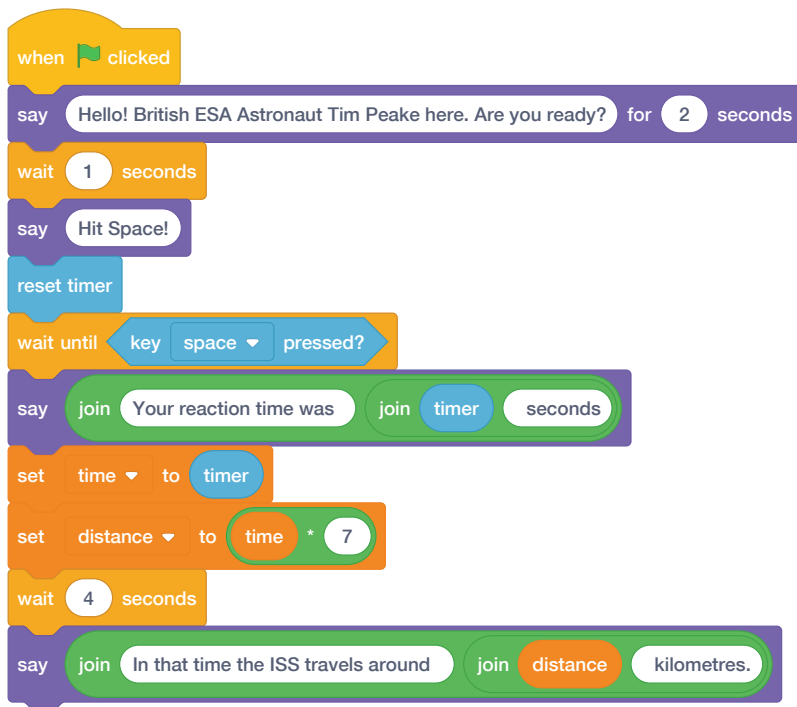 when clicked
say Hello! British ESA Astronaut Tim Peake here. Are you ready? for 2 seconds
wait 1 seconds
say Hit Space!
reset timer
wait until key space pressed?
say join Your reaction time was join timer seconds
set time to timer
set distance to time * 7
wait 4 seconds
say join In that time the ISS travels around join distance kilometres.